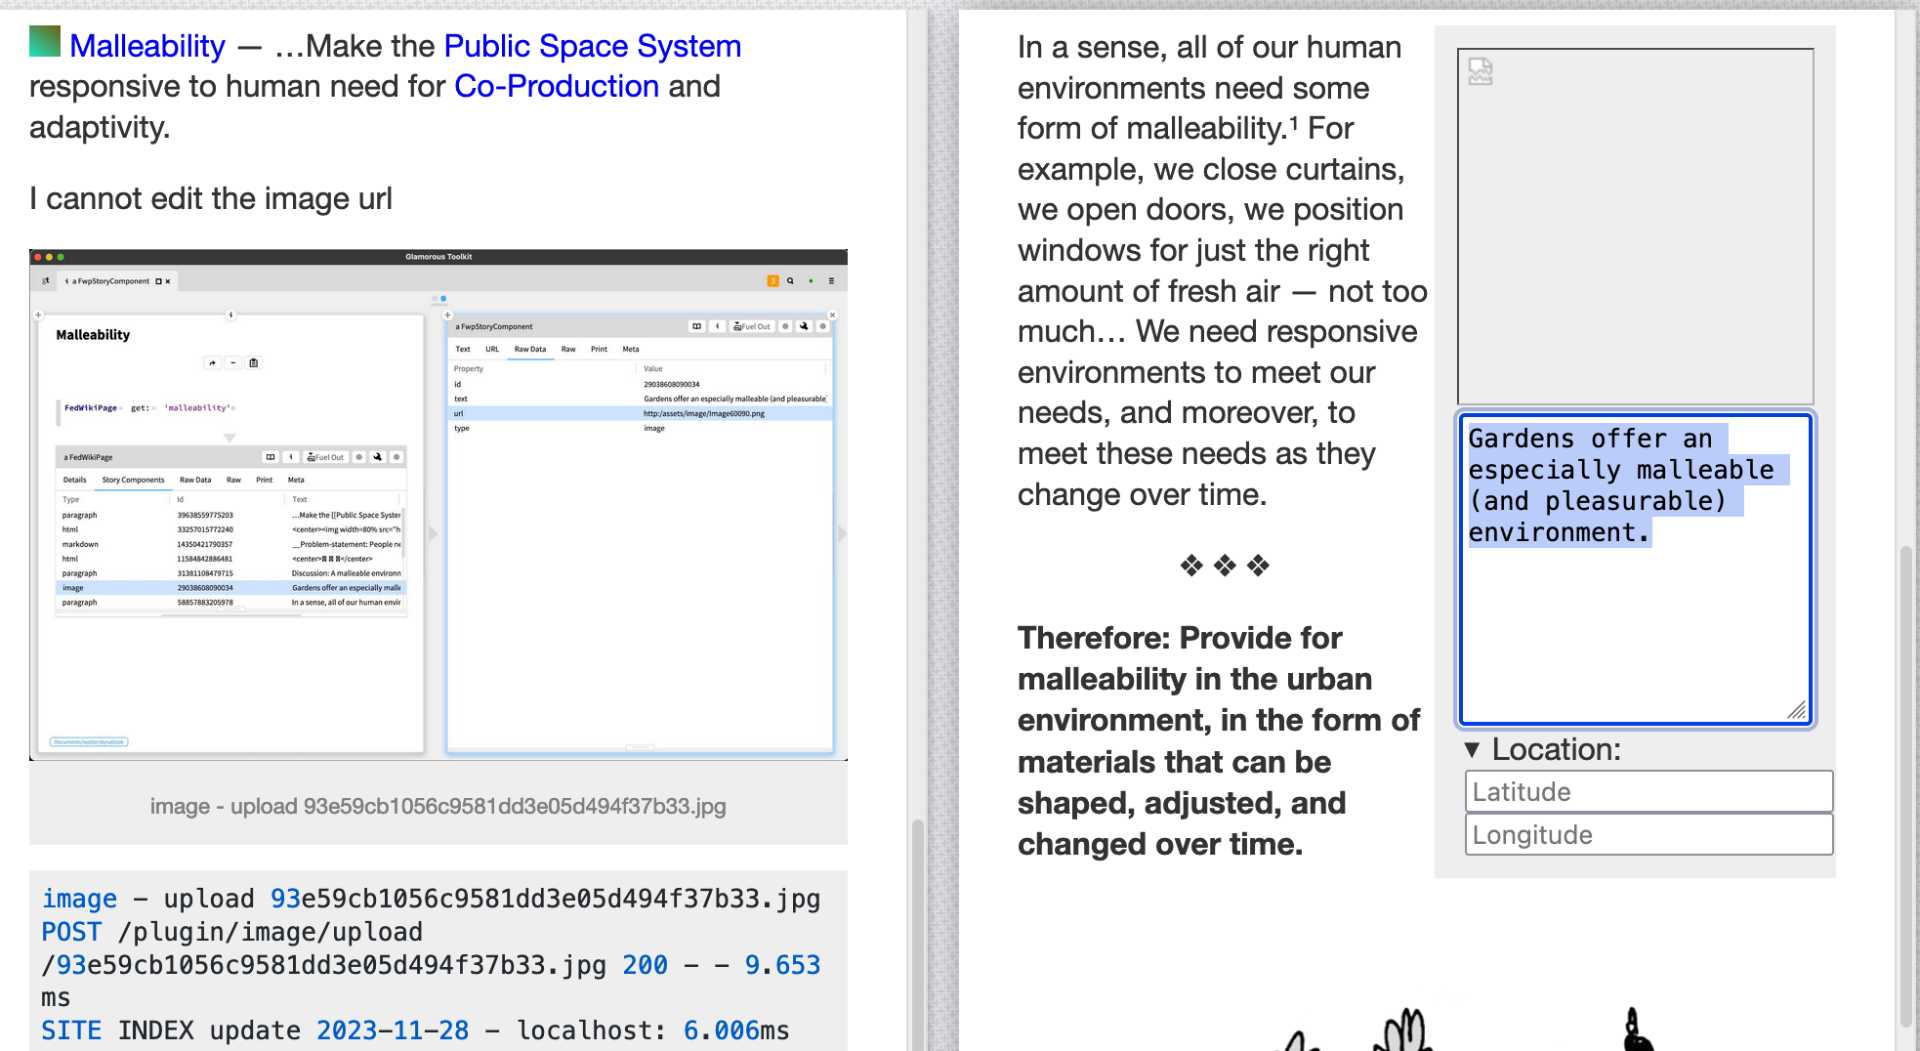 Malleability — …Make the Public Space System
responsive to human need for Co-Production and
adaptivity.
I cannot edit the image url
Glamorous Toolkit
a FwpStoryComponent
Malleability
FedWikiPage get: 'malleability'
a FedWikiPage
Fuel Out
Details Story Components Raw Data Raw Print Meta
Type Id Text
paragraph 39638559775203 ...Make the [[Public Space System
html 33257015772240 <center><img width=80% src="h
markdown 14350421790357 __Problem-statement: People ne
html 11584842886481 </center>
paragraph 31381108479715 Discussion: A malleable environm
image 29038608090034 Gardens offer an especially malle
paragraph 58857883205978 In a sense, all of our human envir
a FwpStoryComponent
Fuel Out
Text URL Raw Data Raw Print Meta
Property Value
id 29038608090034
text Gardens offer an especially malleable (and pleasurable)
url http:/assets/image/Image60090.png
type image
image - upload 93e59cb1056c9581dd3e05d494f37b33.jpg
image – upload 93e59cb1056c9581dd3e05d494f37b33.jpg
POST /plugin/image/upload
/93e59cb1056c9581dd3e05d494f37b33.jpg 200 – – 9.653
ms
SITE INDEX update 2023–11–28 – localhost: 6.006ms
In a sense, all of our human
environments need some
form of malleability.¹ For
example, we close curtains,
we open doors, we position
windows for just the right
amount of fresh air — not too
much… We need responsive
environments to meet our
needs, and moreover, to
meet these needs as they
change over time.
❖ ❖ ❖
Therefore: Provide for
malleability in the urban
environment, in the form of
materials that can be
shaped, adjusted, and
changed over time.
Gardens offer an
especially malleable
(and pleasurable)
environment.
▼ Location:
Latitude
Longitude